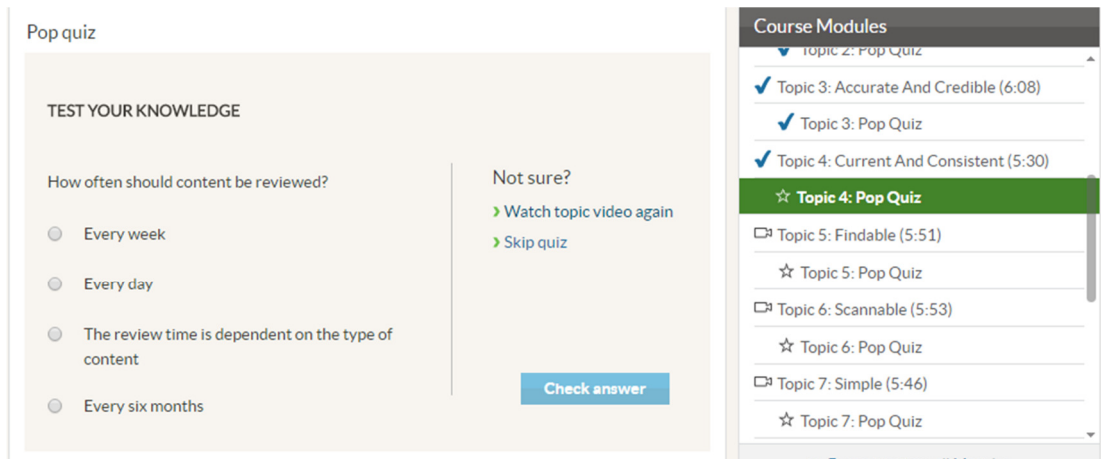 Pop quiz
TEST YOUR KNOWLEDGE
How often should content be reviewed?
Every week
Every day
The review time is dependent on the type of
content
Every six months
Not sure?
› Watch topic video again
› Skip quiz
Check answer
Course Modules
Topic 2: Pop Quiz
Topic 3: Accurate And Credible (6:08)
Topic 3: Pop Quiz
Topic 4: Current And Consistent (5:30)
Topic 4: Pop Quiz
Topic 5: Findable (5:51)
Topic 5: Pop Quiz
Topic 6: Scannable (5:53)
Topic 6: Pop Quiz
Topic 7: Simple (5:46)
Topic 7: Pop Quiz